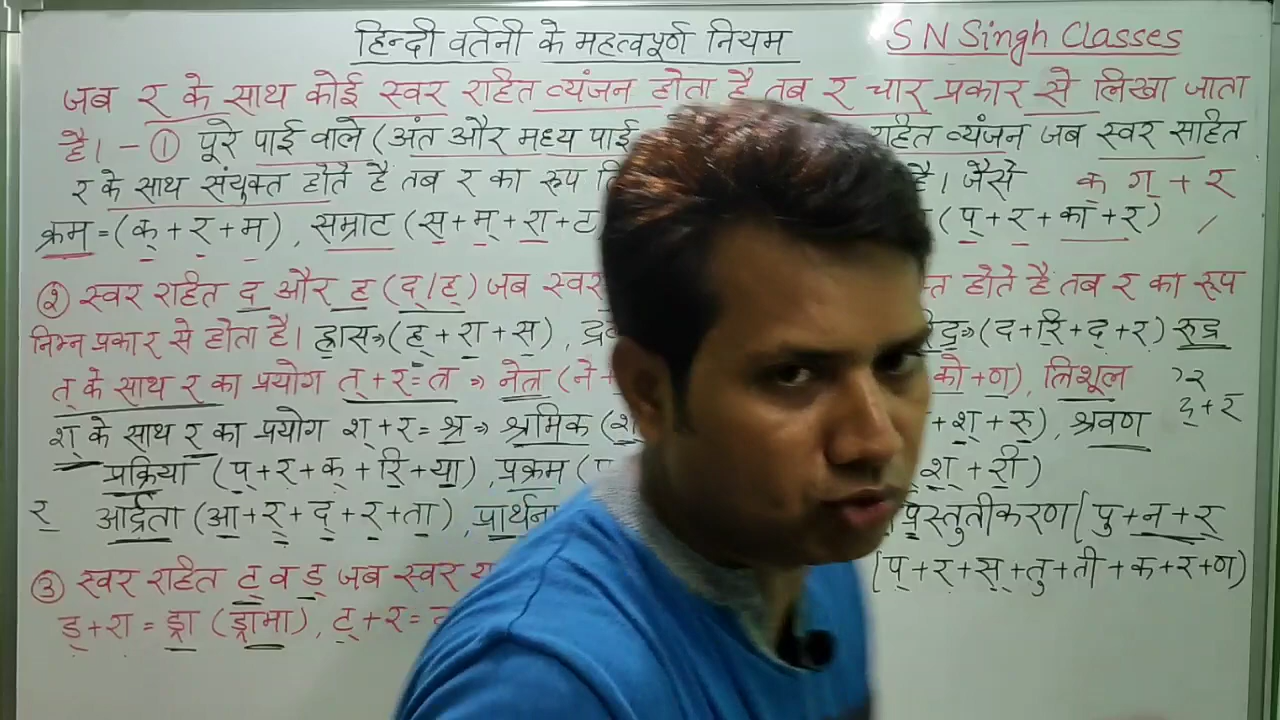 हिन्दी वर्तनी के महत्वपूर्ण नियम
S N Singh Classes
जब र के साथ कोई स्वर रहित व्यंजन होता है तब र चार प्रकार से लिखा जाता
है। - ① पूरे पाई वाले (अंत और मध्य पाई रहित व्यंजन जब स्वर सहित
र के साथ संयुक्त होते है तब र का रूप है। जैसे क् ग् + र
क्रम = (क् + र + म), सम्राट (स + म् + रा + ट (प् + र + का + र)
② स्वर रहित द और ह (द्/ह्) जब स्वर होते है तब र का रूप
निम्न प्रकार से होता है। ह्रास → (ह् + रा + स), (द + रि + द् + र) रुद्र
त् के साथ र का प्रयोग त् + र = त्र → नेत्र (ने + को + ण), त्रिशूल
श् के साथ र का प्रयोग श् + र = श्र → श्रमिक + श् + रु), श्रवण द् + र
प्रक्रिया (प् + र + क् + रि + या), प्रक्रम श् + री)
र् आर्द्रता (आ + र् + द् + र + ता), प्रार्थना प्रस्तुतीकरण (पु + न + र्
③ स्वर रहित ट् व ड् जब स्वर (प् + र + स् + तु + ती + क + र + ण)
ड् + रा = ड्रा (ड्रामा), ट् + र =